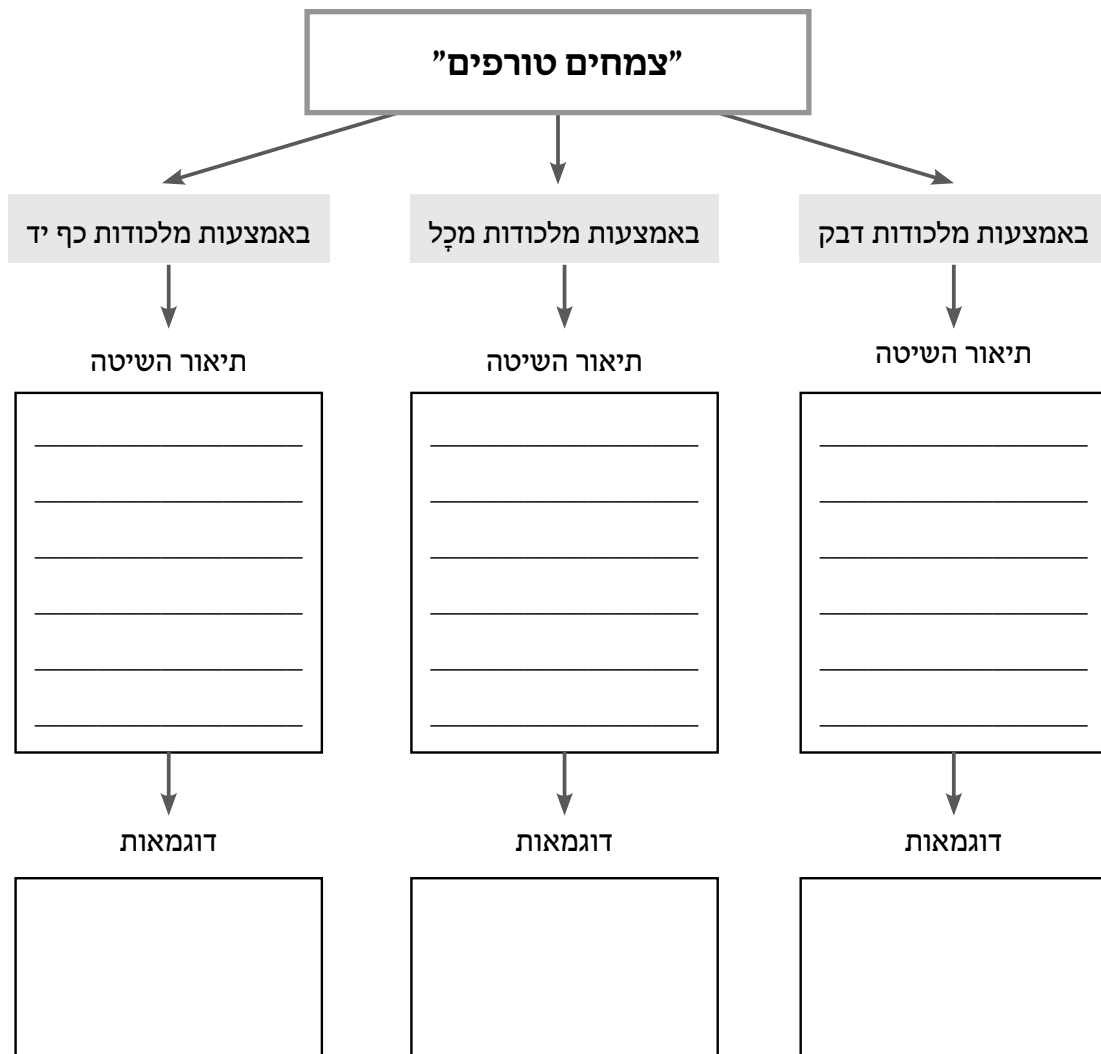 "צמחים טורפים"
באמצעות מלכודות דבק
באמצעות מלכודות מכָל
באמצעות מלכודות כף יד
תיאור השיטה
תיאור השיטה
תיאור השיטה
דוגמאות
דוגמאות
דוגמאות